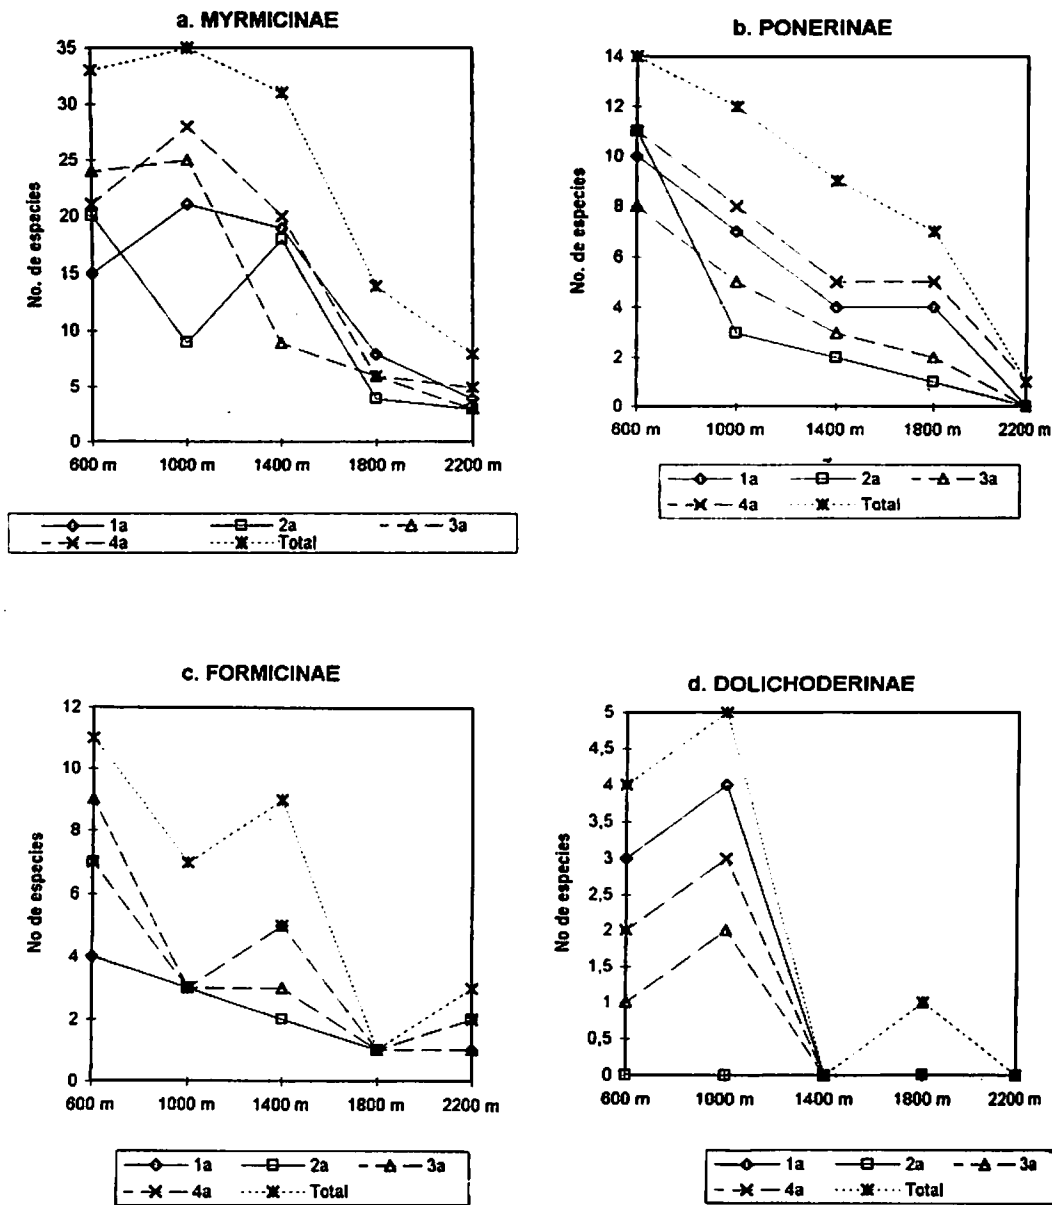 a. MYRMICINAE
No. de especies
35
30
25
20
15
10
5
0
600 m 1000 m 1400 m 1800 m 2200 m
1a 2a 3a
4a Total
b. PONERINAE
No. de especies
14
12
10
8
6
4
2
0
600 m 1000 m 1400 m 1800 m 2200 m
1a 2a 3a
4a Total
c. FORMICINAE
No de especies
12
10
8
6
4
2
0
600 m 1000 m 1400 m 1800 m 2200 m
1a 2a 3a
4a Total
d. DOLICHODERINAE
No de especies
5
4,5
4
3,5
3
2,5
2
1,5
1
0,5
0
600 m 1000 m 1400 m 1800 m 2200 m
1a 2a 3a
4a Total